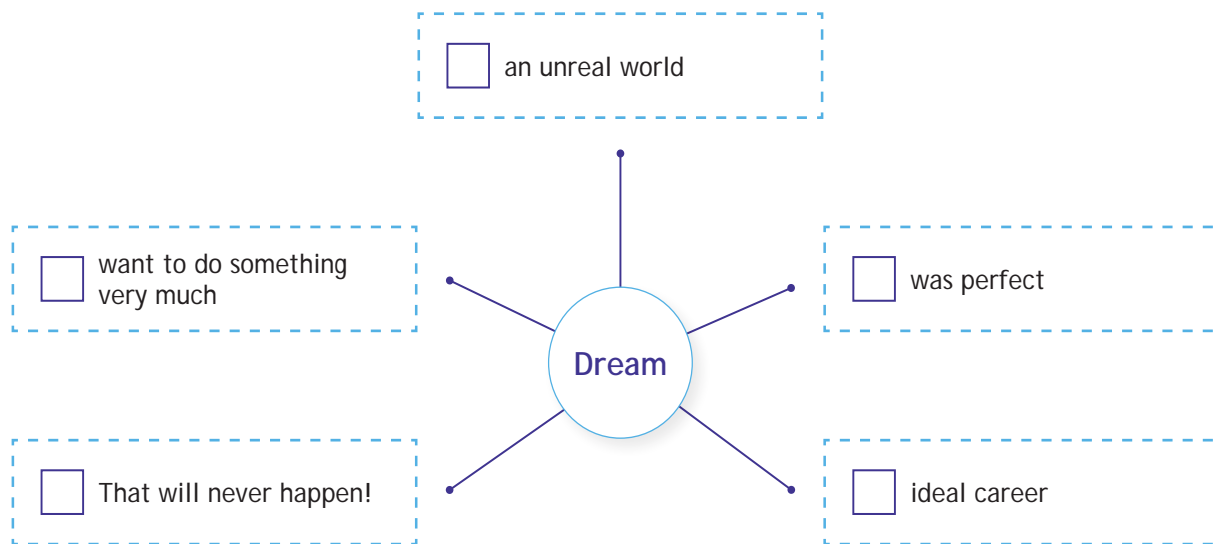 an unreal world
want to do something
very much
was perfect
Dream
That will never happen!
ideal career